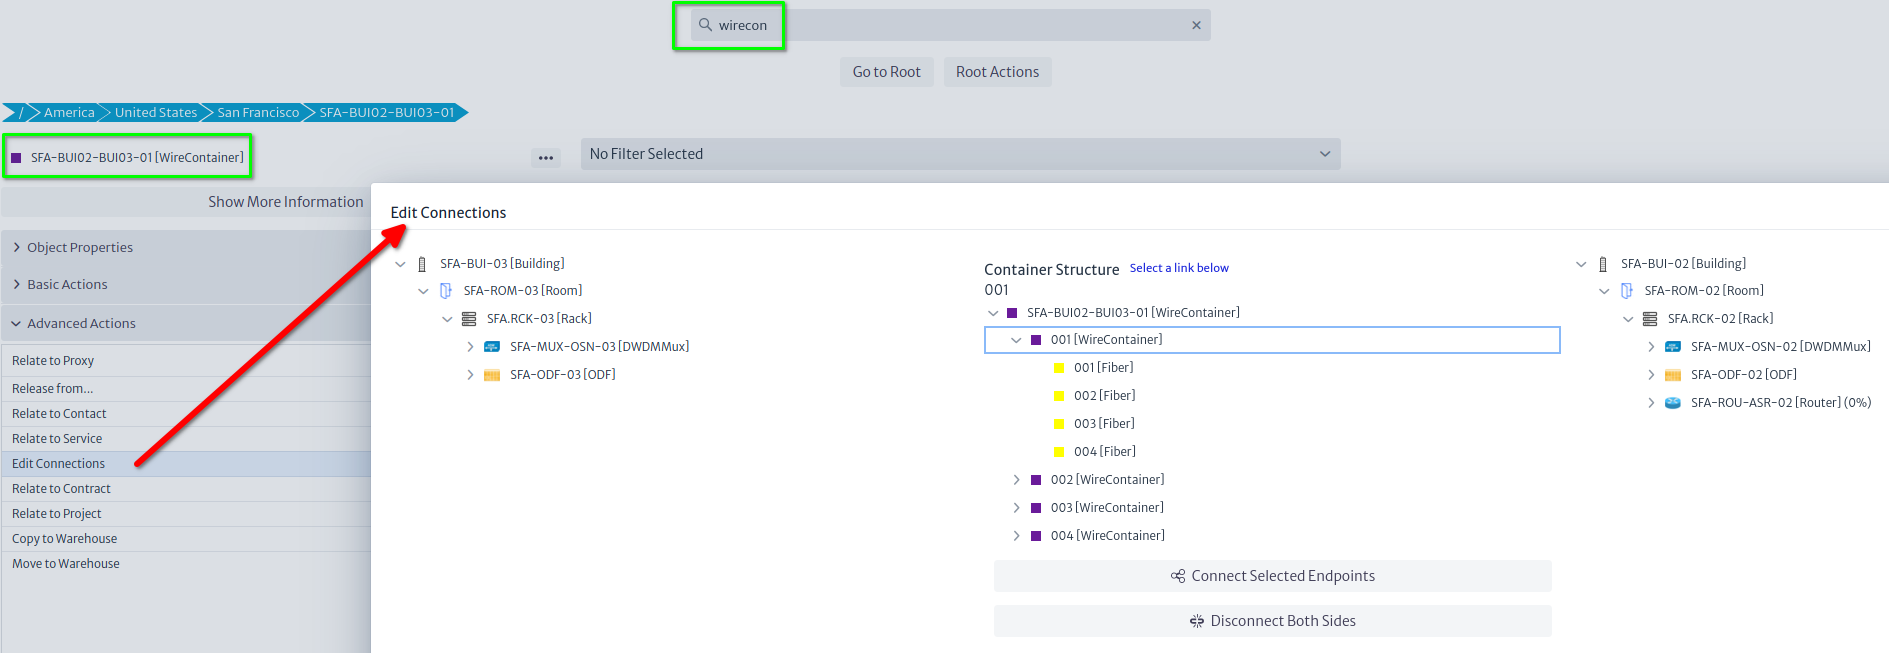 wirecon
Go to Root
Root Actions
/ America United States San Francisco SFA-BUI02-BUI03-01
SFA-BUI02-BUI03-01 [WireContainer]
No Filter Selected
Show More Information
Object Properties
Basic Actions
Advanced Actions
Relate to Proxy
Release from...
Relate to Contact
Relate to Service
Edit Connections
Relate to Contract
Relate to Project
Copy to Warehouse
Move to Warehouse
Edit Connections
SFA-BUI-03 [Building]
SFA-ROM-03 [Room]
SFA.RCK-03 [Rack]
SFA-MUX-OSN-03 [DWDMMux]
SFA-ODF-03 [ODF]
Container Structure Select a link below
001
SFA-BUI02-BUI03-01 [WireContainer]
001 [WireContainer]
001 [Fiber]
002 [Fiber]
003 [Fiber]
004 [Fiber]
002 [WireContainer]
003 [WireContainer]
004 [WireContainer]
Connect Selected Endpoints
Disconnect Both Sides
SFA-BUI-02 [Building]
SFA-ROM-02 [Room]
SFA.RCK-02 [Rack]
SFA-MUX-OSN-02 [DWDMMux]
SFA-ODF-02 [ODF]
SFA-ROU-ASR-02 [Router] (0%)